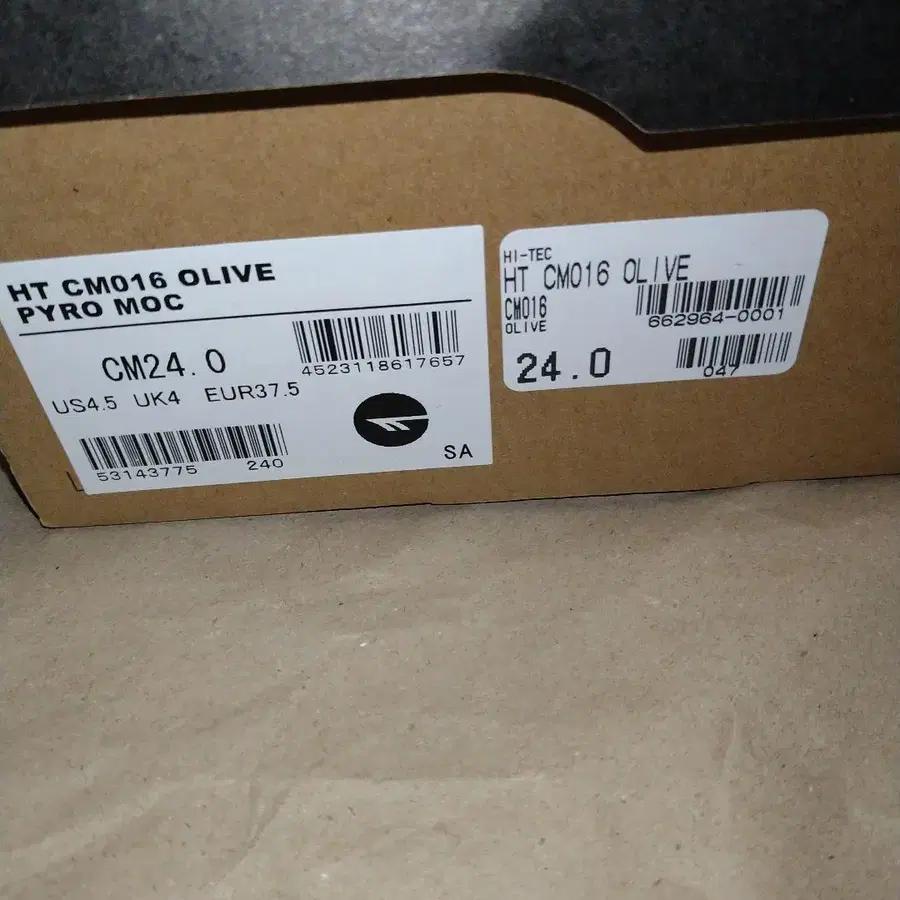 HT CM016 OLIVE
PYRO MOC
CM24.0
4523118617657
US4.5 UK4 EUR37.5
53143775 240
SA
HI-TEC
HT CM016 OLIVE
CM016
OLIVE
662964-0001
24.0
047